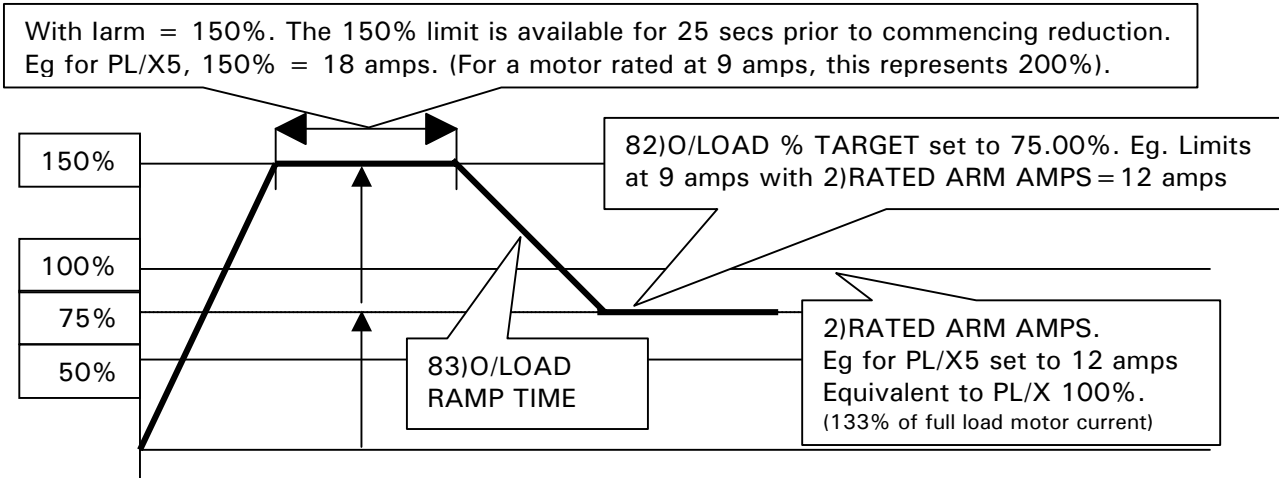 With Iarm = 150%. The 150% limit is available for 25 secs prior to commencing reduction.
Eg for PL/X5, 150% = 18 amps. (For a motor rated at 9 amps, this represents 200%).
82)O/LOAD % TARGET set to 75.00%. Eg. Limits
at 9 amps with 2)RATED ARM AMPS=12 amps
150%
100%
75%
50%
83)O/LOAD
RAMP TIME
2)RATED ARM AMPS.
Eg for PL/X5 set to 12 amps
Equivalent to PL/X 100%.
(133% of full load motor current)